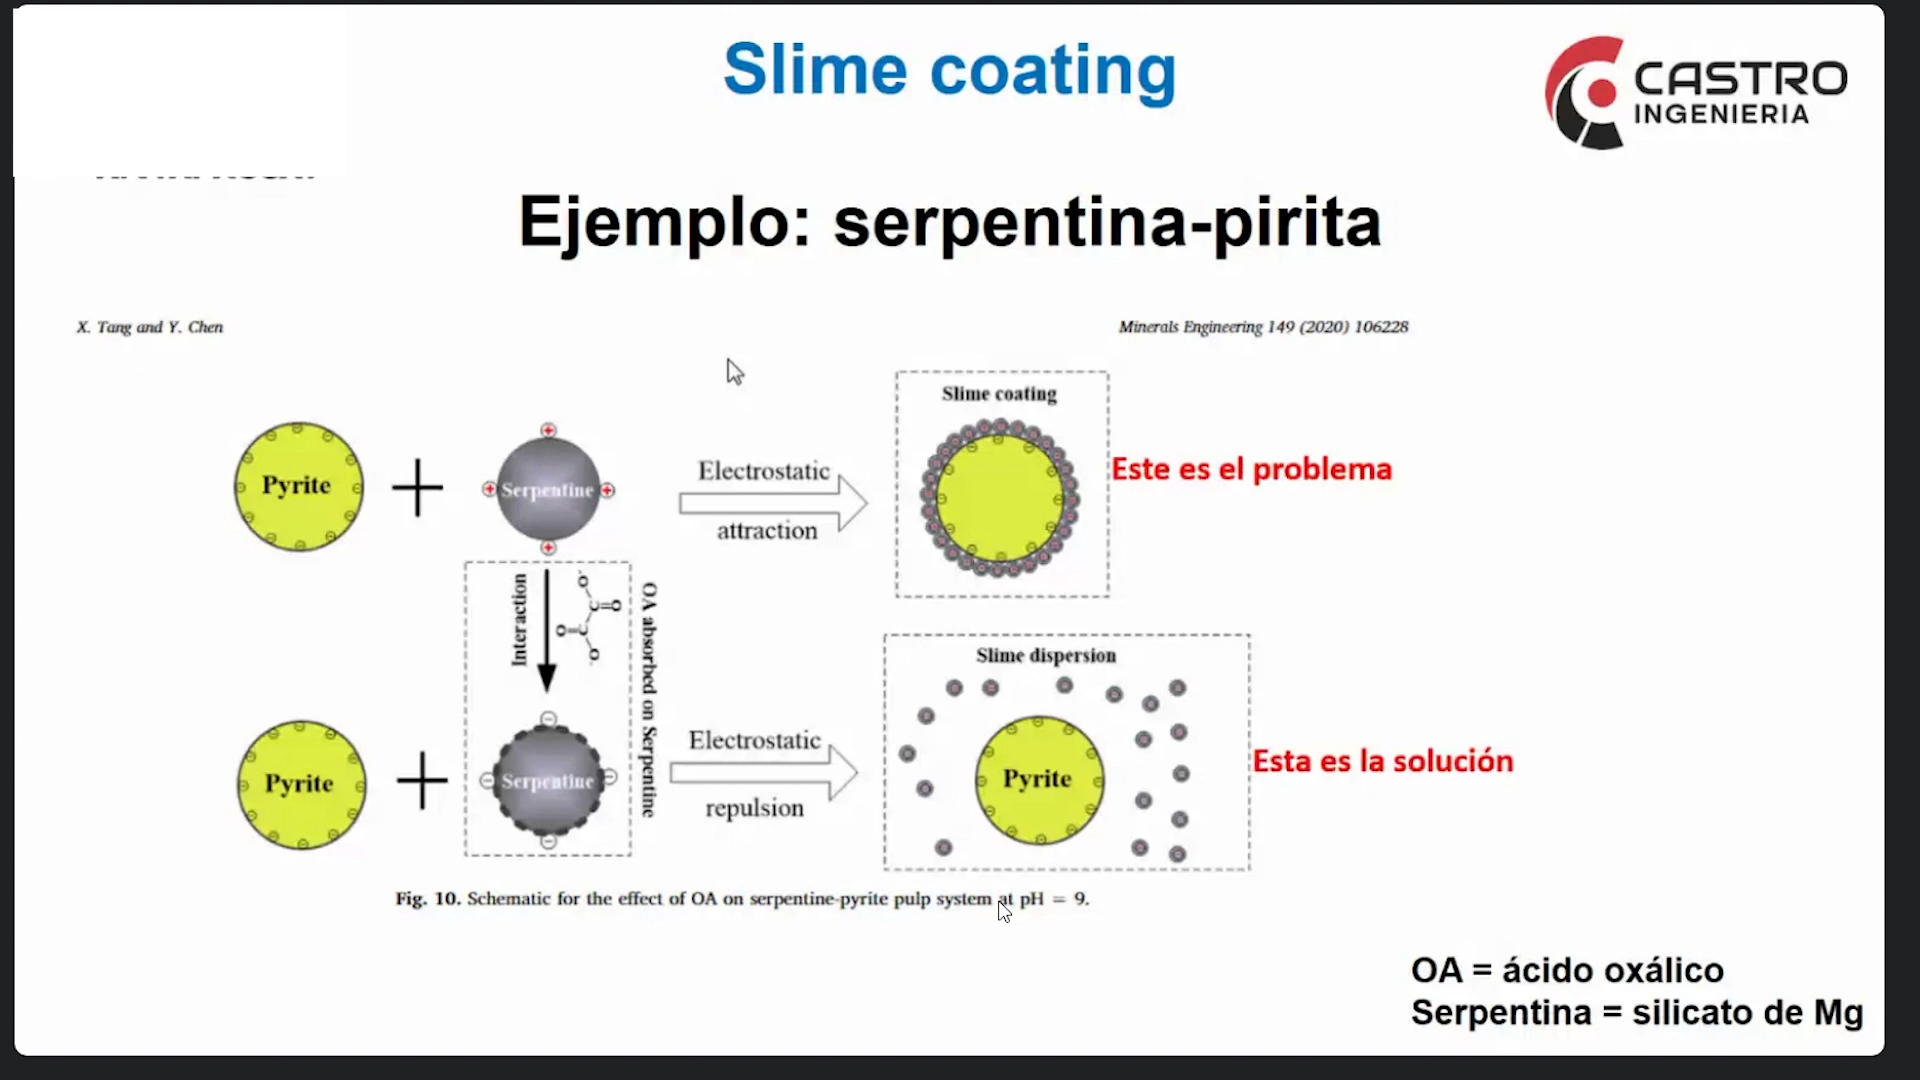 Slime coating
CASTRO
INGENIERIA
Ejemplo: serpentina-pirita
X. Tang and Y. Chen
Minerals Engineering 149 (2020) 106228
Slime coating
Pyrite
Serpentine
Electrostatic
attraction
Este es el problema
Interaction
OA absorbed on Serpentine
Slime dispersion
Pyrite
Serpentine
Electrostatic
repulsion
Pyrite
Esta es la solución
Fig. 10. Schematic for the effect of OA on serpentine-pyrite pulp system at pH = 9.
OA = ácido oxálico
Serpentina = silicato de Mg